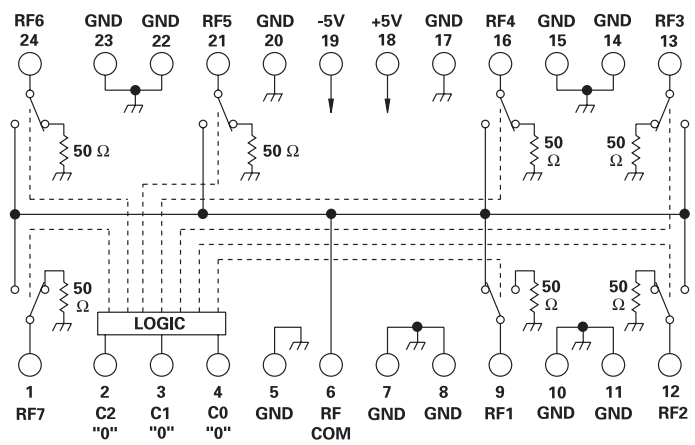 RF6 GND GND RF5 GND -5V +5V GND RF4 GND GND RF3
24 23 22 21 20 19 18 17 16 15 14 13
50 Ω 50 Ω 50 50
Ω Ω
50 50 50
Ω Ω Ω
LOGIC
1 2 3 4 5 6 7 8 9 10 11 12
RF7 C2 C1 C0 GND RF GND GND RF1 GND GND RF2
"0" "0" "0" COM